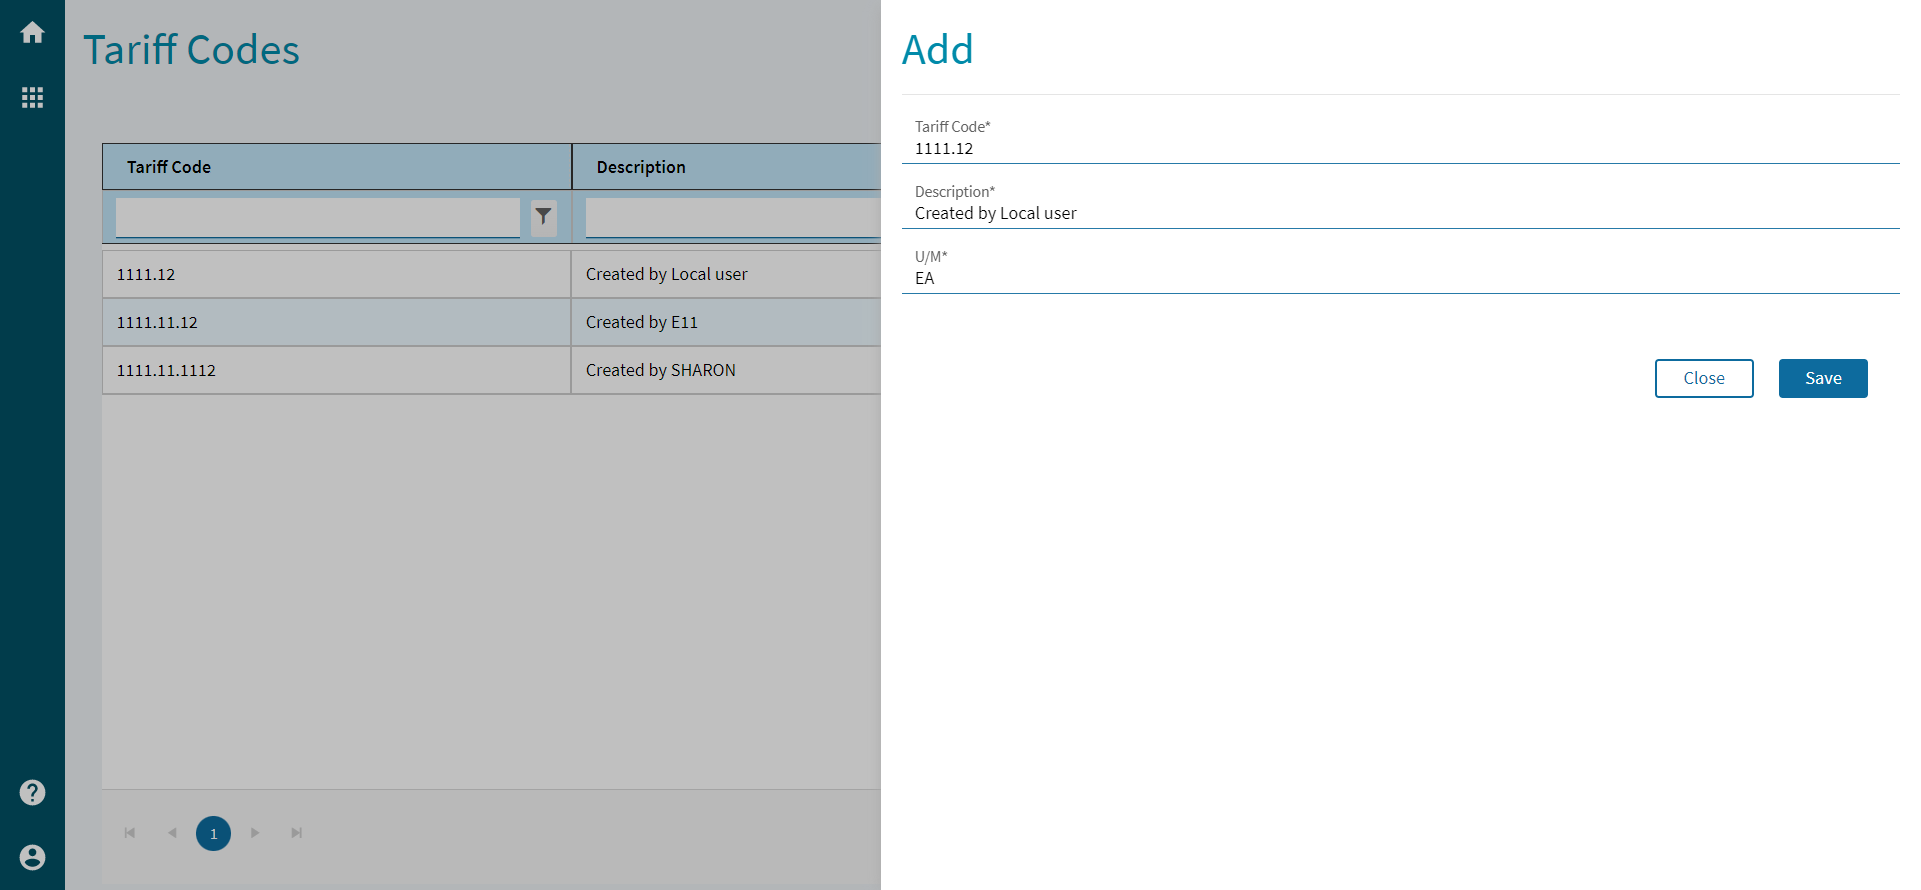 Tariff Codes
Tariff Code Description
1111.12 Created by Local user
1111.11.12 Created by E11
1111.11.1112 Created by SHARON
1
Add
Tariff Code*
1111.12
Description*
Created by Local user
U/M*
EA
Close Save